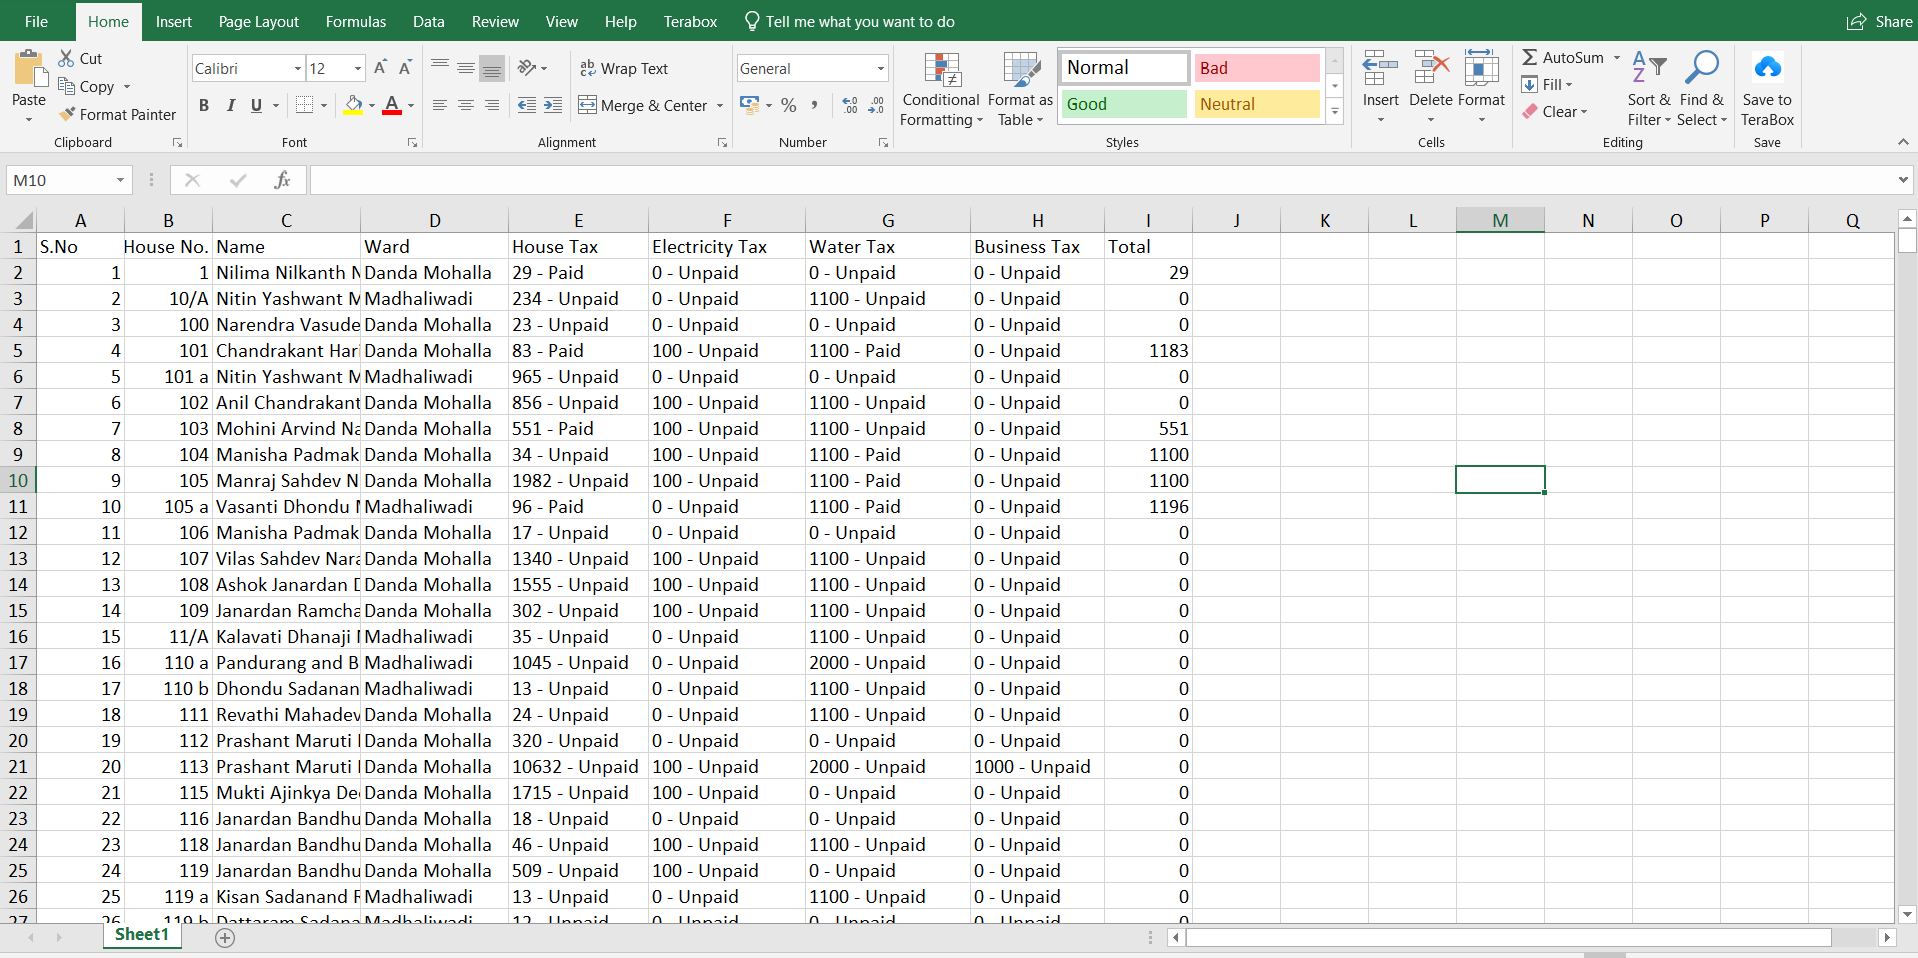 File Home Insert Page Layout Formulas Data Review View Help Terabox Tell me what you want to do Share
Paste Cut Copy Format Painter Clipboard
Calibri 12 B I U A Font
Wrap Text Merge & Center Alignment
General % Number
Conditional Formatting Format as Table Normal Bad Good Neutral Styles
Insert Delete Format Cells
AutoSum Fill Clear Sort & Filter Find & Select Editing
Save to TeraBox Save
M10 fx
A B C D E F G H I J K L M N O P Q
1 S.No House No. Name Ward House Tax Electricity Tax Water Tax Business Tax Total
2 1 1 Nilima Nilkanth N Danda Mohalla 29 - Paid 0 - Unpaid 0 - Unpaid 0 - Unpaid 29
3 2 10/A Nitin Yashwant M Madhaliwadi 234 - Unpaid 0 - Unpaid 1100 - Unpaid 0 - Unpaid 0
4 3 100 Narendra Vasude Danda Mohalla 23 - Unpaid 0 - Unpaid 0 - Unpaid 0 - Unpaid 0
5 4 101 Chandrakant Hari Danda Mohalla 83 - Paid 100 - Unpaid 1100 - Paid 0 - Unpaid 1183
6 5 101 a Nitin Yashwant M Madhaliwadi 965 - Unpaid 0 - Unpaid 0 - Unpaid 0 - Unpaid 0
7 6 102 Anil Chandrakant Danda Mohalla 856 - Unpaid 100 - Unpaid 1100 - Unpaid 0 - Unpaid 0
8 7 103 Mohini Arvind Na Danda Mohalla 551 - Paid 100 - Unpaid 1100 - Unpaid 0 - Unpaid 551
9 8 104 Manisha Padmak Danda Mohalla 34 - Unpaid 100 - Unpaid 1100 - Paid 0 - Unpaid 1100
10 9 105 Manraj Sahdev N Danda Mohalla 1982 - Unpaid 100 - Unpaid 1100 - Paid 0 - Unpaid 1100
11 10 105 a Vasanti Dhondu Madhaliwadi 96 - Paid 0 - Unpaid 1100 - Paid 0 - Unpaid 1196
12 11 106 Manisha Padmak Danda Mohalla 17 - Unpaid 0 - Unpaid 0 - Unpaid 0 - Unpaid 0
13 12 107 Vilas Sahdev Nara Danda Mohalla 1340 - Unpaid 100 - Unpaid 1100 - Unpaid 0 - Unpaid 0
14 13 108 Ashok Janardan Danda Mohalla 1555 - Unpaid 100 - Unpaid 1100 - Unpaid 0 - Unpaid 0
15 14 109 Janardan Ramcha Danda Mohalla 302 - Unpaid 100 - Unpaid 1100 - Unpaid 0 - Unpaid 0
16 15 11/A Kalavati Dhanaji Madhaliwadi 35 - Unpaid 0 - Unpaid 1100 - Unpaid 0 - Unpaid 0
17 16 110 a Pandurang and B Madhaliwadi 1045 - Unpaid 0 - Unpaid 2000 - Unpaid 0 - Unpaid 0
18 17 110 b Dhondu Sadanan Madhaliwadi 13 - Unpaid 0 - Unpaid 1100 - Unpaid 0 - Unpaid 0
19 18 111 Revathi Mahadev Danda Mohalla 24 - Unpaid 0 - Unpaid 1100 - Unpaid 0 - Unpaid 0
20 19 112 Prashant Maruti Danda Mohalla 320 - Unpaid 0 - Unpaid 0 - Unpaid 0 - Unpaid 0
21 20 113 Prashant Maruti Danda Mohalla 10632 - Unpaid 100 - Unpaid 2000 - Unpaid 1000 - Unpaid 0
22 21 115 Mukti Ajinkya De Danda Mohalla 1715 - Unpaid 100 - Unpaid 0 - Unpaid 0 - Unpaid 0
23 22 116 Janardan Bandhu Danda Mohalla 18 - Unpaid 0 - Unpaid 0 - Unpaid 0 - Unpaid 0
24 23 118 Janardan Bandhu Danda Mohalla 46 - Unpaid 100 - Unpaid 1100 - Unpaid 0 - Unpaid 0
25 24 119 Janardan Bandhu Danda Mohalla 509 - Unpaid 100 - Unpaid 0 - Unpaid 0 - Unpaid 0
26 25 119 a Kisan Sadanand Madhaliwadi 13 - Unpaid 0 - Unpaid 1100 - Unpaid 0 - Unpaid 0
27 26 119 b Dattaram Sadana Madhaliwadi 12 - Unpaid 0 - Unpaid 0 - Unpaid 0 - Unpaid 0
Sheet1